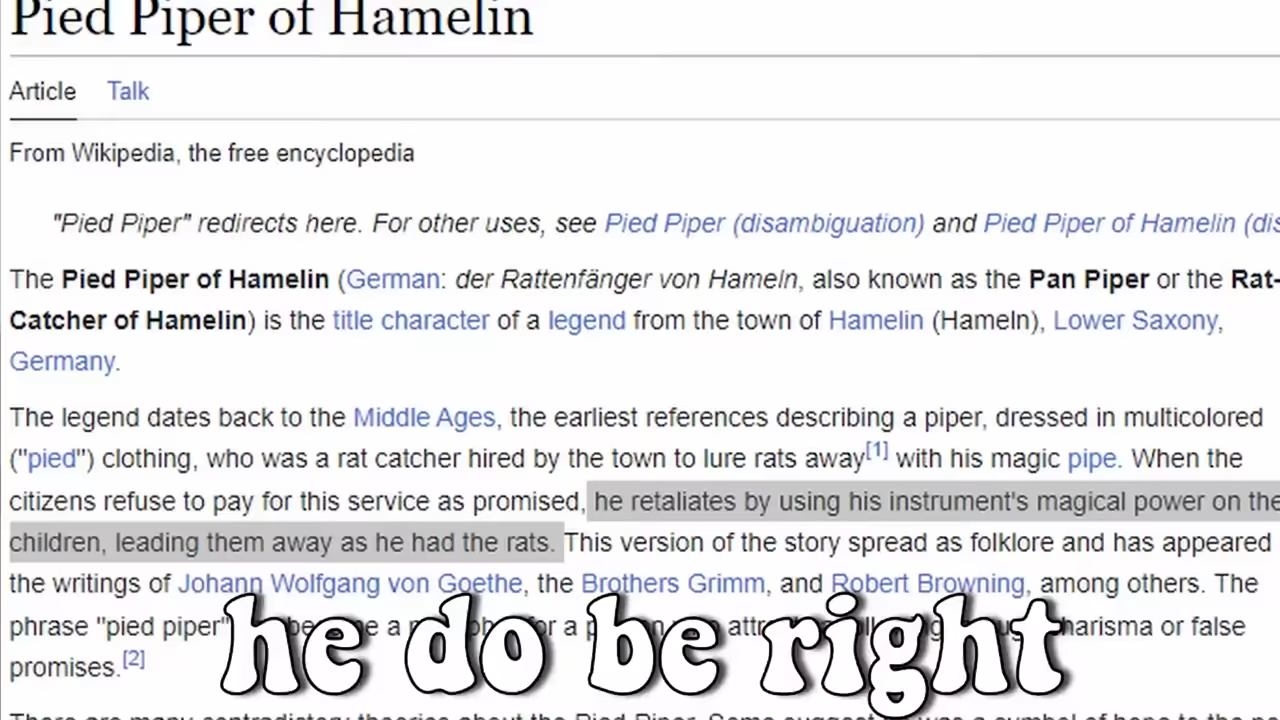 Pied Piper of Hamelin
Article Talk
From Wikipedia, the free encyclopedia
"Pied Piper" redirects here. For other uses, see Pied Piper (disambiguation) and Pied Piper of Hamelin (dis
The Pied Piper of Hamelin (German: der Rattenfänger von Hameln, also known as the Pan Piper or the Rat-
Catcher of Hamelin) is the title character of a legend from the town of Hamelin (Hameln), Lower Saxony,
Germany.
The legend dates back to the Middle Ages, the earliest references describing a piper, dressed in multicolored
("pied") clothing, who was a rat catcher hired by the town to lure rats away[1] with his magic pipe. When the
citizens refuse to pay for this service as promised, he retaliates by using his instrument's magical power on the
children, leading them away as he had the rats. This version of the story spread as folklore and has appeared
the writings of Johann Wolfgang von Goethe, the Brothers Grimm, and Robert Browning, among others. The
phrase "pied piper" a for a charisma or false
he do be right
promises.[2]